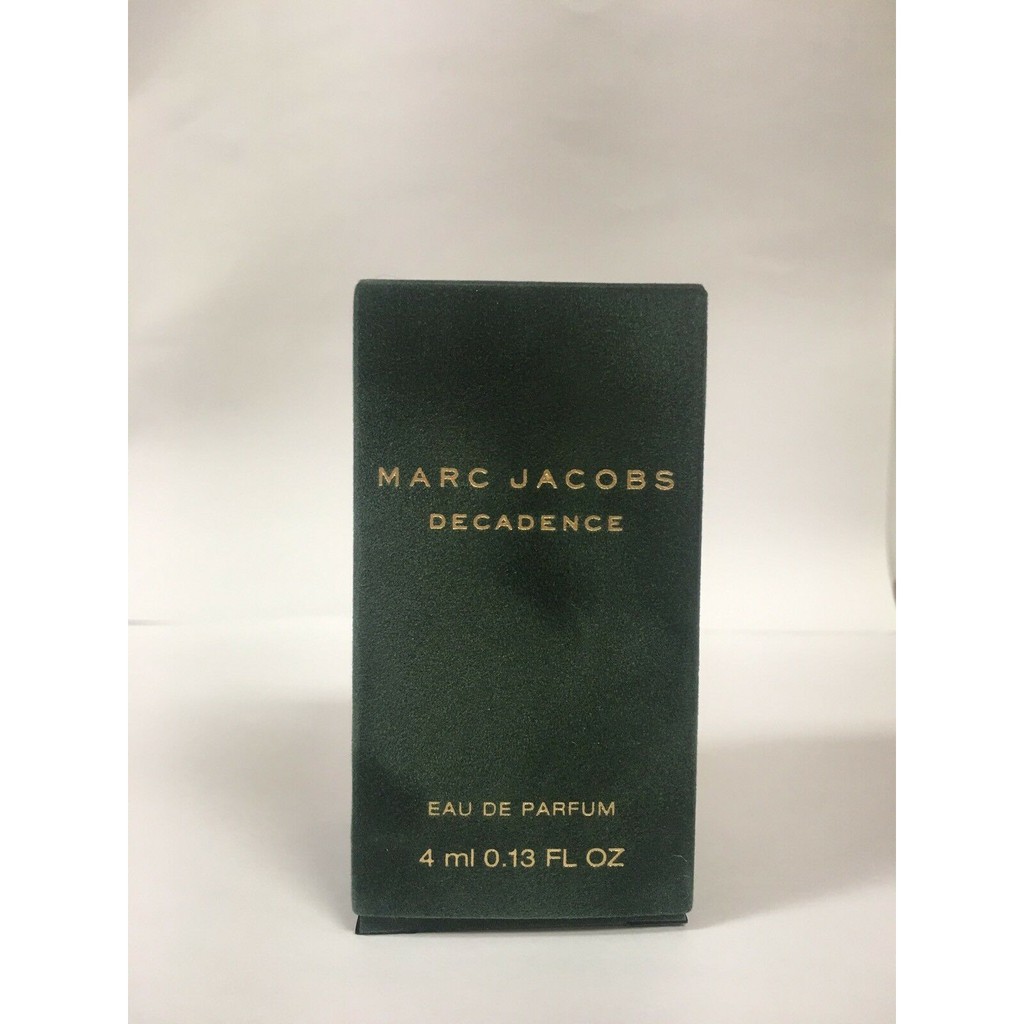 MARC JACOBS
DECADENCE
EAU DE PARFUM
4 ml 0.13 FL OZ